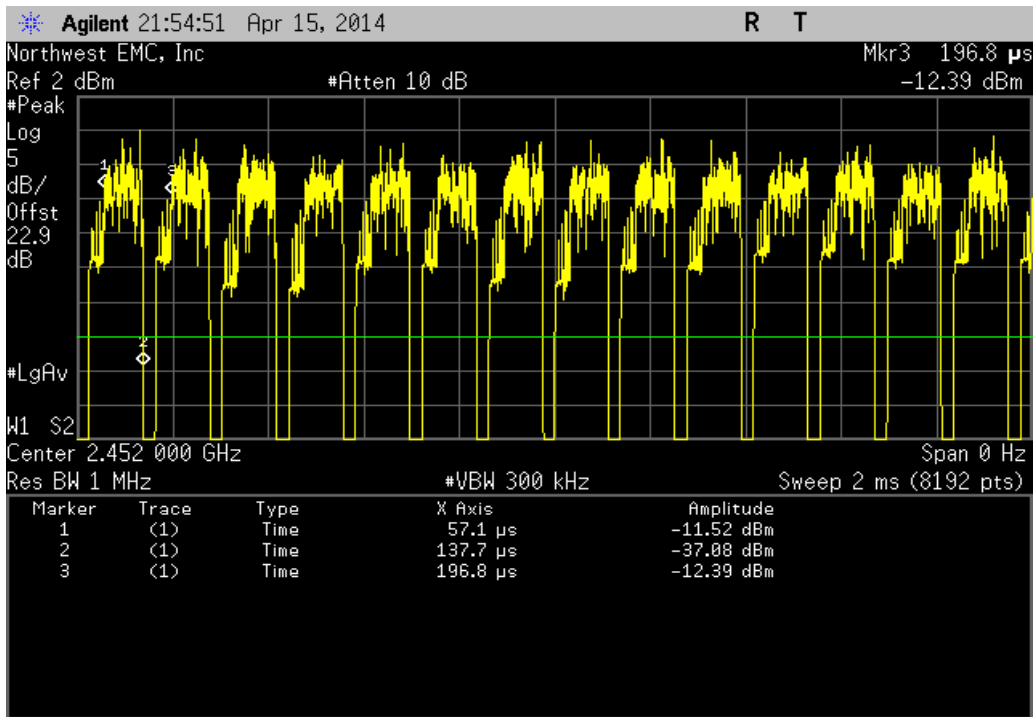 Agilent 21:54:51 Apr 15, 2014 R T
Northwest EMC, Inc Mkr3 196.8 µs
Ref 2 dBm #Atten 10 dB -12.39 dBm
#Peak
Log
5
dB/
Offst
22.9
dB
1
3
2
#LgAv
W1 S2
Center 2.452 000 GHz Span 0 Hz
Res BW 1 MHz #VBW 300 kHz Sweep 2 ms (8192 pts)
Marker Trace Type X Axis Amplitude
1 (1) Time 57.1 µs -11.52 dBm
2 (1) Time 137.7 µs -37.08 dBm
3 (1) Time 196.8 µs -12.39 dBm